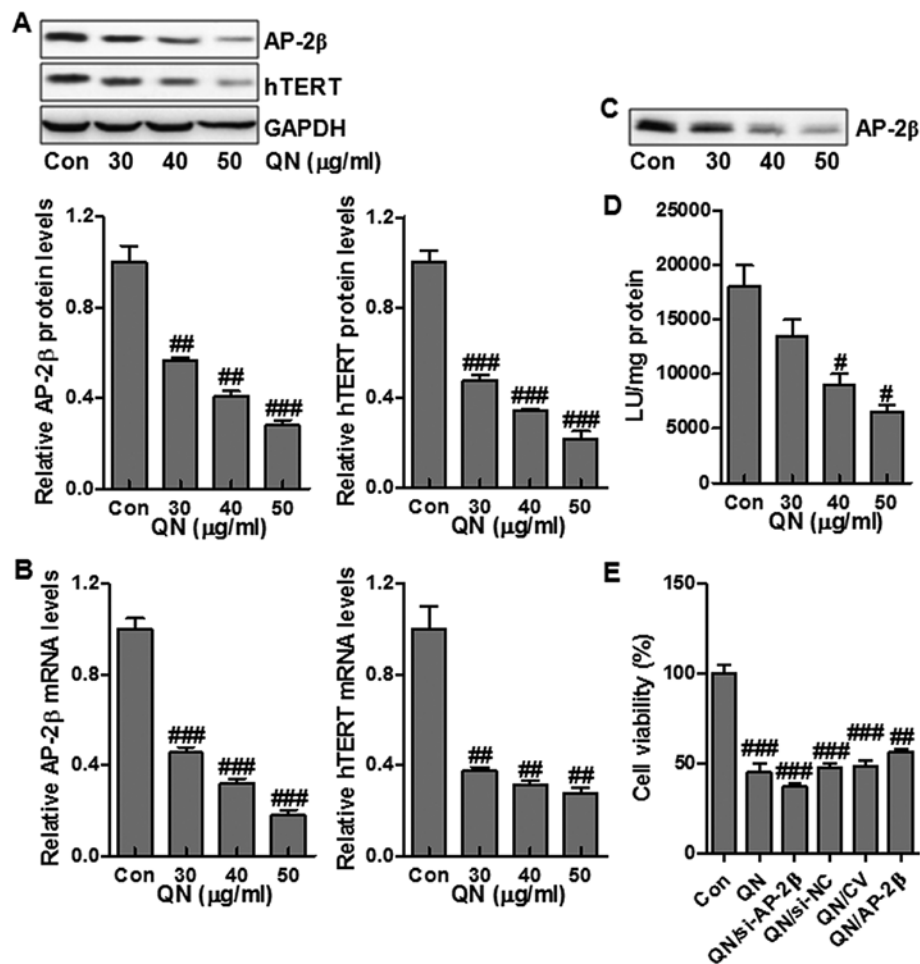 A
AP-2β
hTERT
GAPDH
Con 30 40 50 QN (μg/ml)
Relative AP-2β protein levels
1.2
0.8
0.4
0.0
## ## ###
Con 30 40 50
QN (μg/ml)
Relative hTERT protein levels
1.2
0.8
0.4
0.0
### ### ###
Con 30 40 50
QN (μg/ml)
B
Relative AP-2β mRNA levels
1.2
0.8
0.4
0.0
### ### ###
Con 30 40 50
QN (μg/ml)
Relative hTERT mRNA levels
1.2
0.8
0.4
0.0
## ## ##
Con 30 40 50
QN (μg/ml)
C
AP-2β
Con 30 40 50
D
LU/mg protein
25000
20000
15000
10000
5000
0
# #
Con 30 40 50
QN (μg/ml)
E
Cell viability (%)
150
100
50
0
### ### ### ### ##
Con
QN
QN/si-AP-2β
QN/si-NC
QN/CV
QN/AP-2β